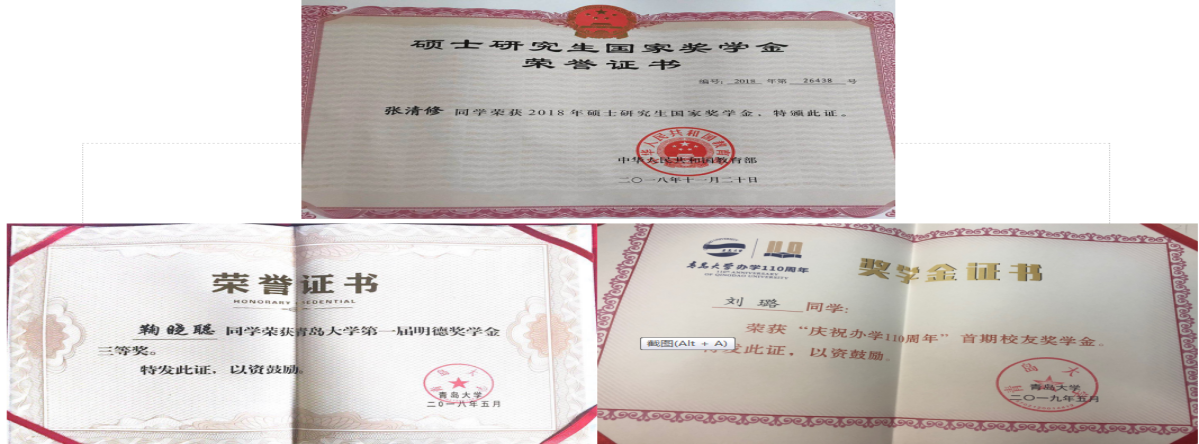 硕士研究生国家奖学金
荣誉证书
编号: 2018 年第 26438 号
张清修 同学荣获2018年硕士研究生国家奖学金, 特颁此证。
中华人民共和国教育部
二〇一八年十一月二十日
荣誉证书
HONORARY EDENTIAL
鞠晓聪 同学荣获青岛大学第一届明德奖学金
三等奖。
特发此证, 以资鼓励。
青岛大学
二〇一八年五月
青岛大学办学110周年
110TH ANNIVERSARY
OF QINGDAO UNIVERSITY
奖学金证书
刘璐 同学:
荣获“庆祝办学110周年”首期校友奖学金。
截图(Alt + A)
特发此证, 以资鼓励。
青岛大学
二〇一九年五月